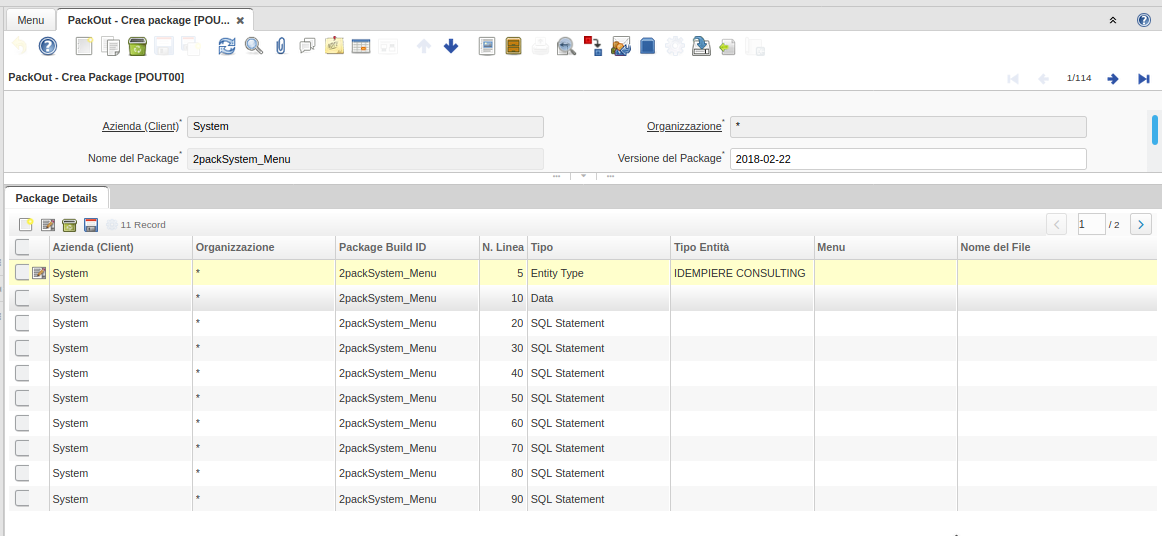 Menu PackOut - Crea package [POU...
PackOut - Crea Package [POUT00] 1/114
Azienda (Client)* System Organizzazione* *
Nome del Package* 2packSystem_Menu Versione del Package* 2018-02-22
Package Details
11 Record 1 / 2
Azienda (Client) Organizzazione Package Build ID N. Linea Tipo Tipo Entità Menu Nome del File
System * 2packSystem_Menu 5 Entity Type IDEMPIERE CONSULTING
System * 2packSystem_Menu 10 Data
System * 2packSystem_Menu 20 SQL Statement
System * 2packSystem_Menu 30 SQL Statement
System * 2packSystem_Menu 40 SQL Statement
System * 2packSystem_Menu 50 SQL Statement
System * 2packSystem_Menu 60 SQL Statement
System * 2packSystem_Menu 70 SQL Statement
System * 2packSystem_Menu 80 SQL Statement
System * 2packSystem_Menu 90 SQL Statement